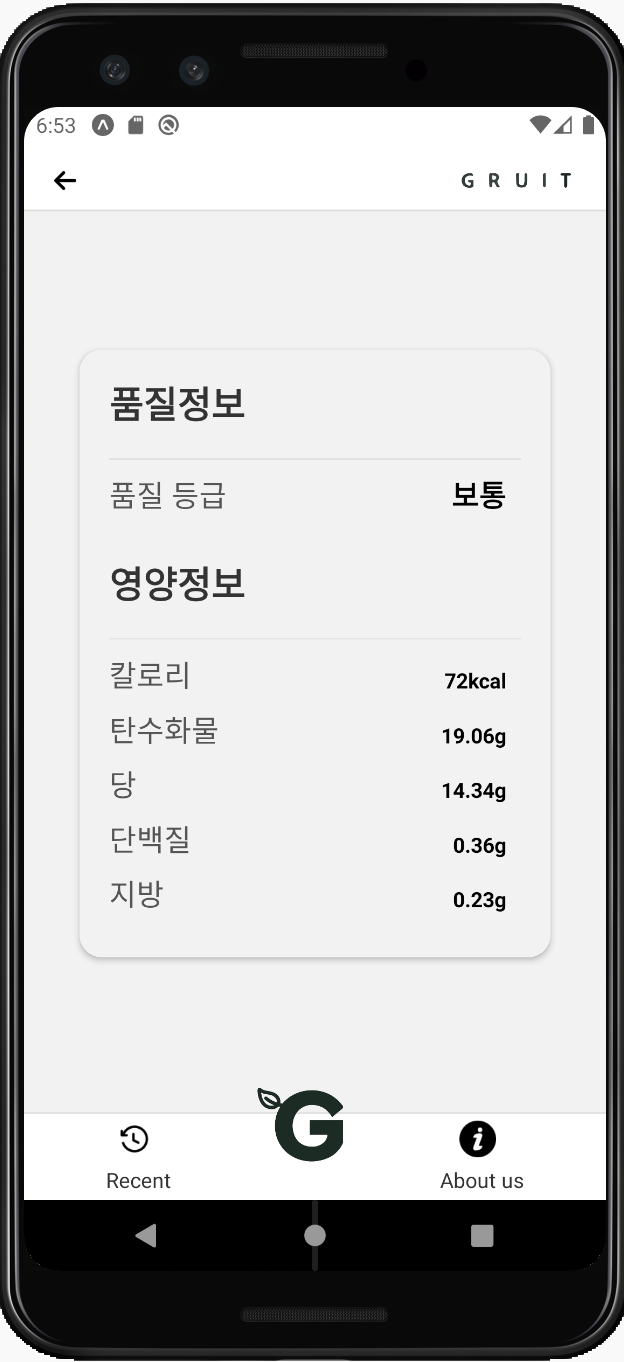 6:53
G R U I T
품질정보
품질 등급 보통
영양정보
칼로리 72kcal
탄수화물 19.06g
당 14.34g
단백질 0.36g
지방 0.23g
G
Recent
About us